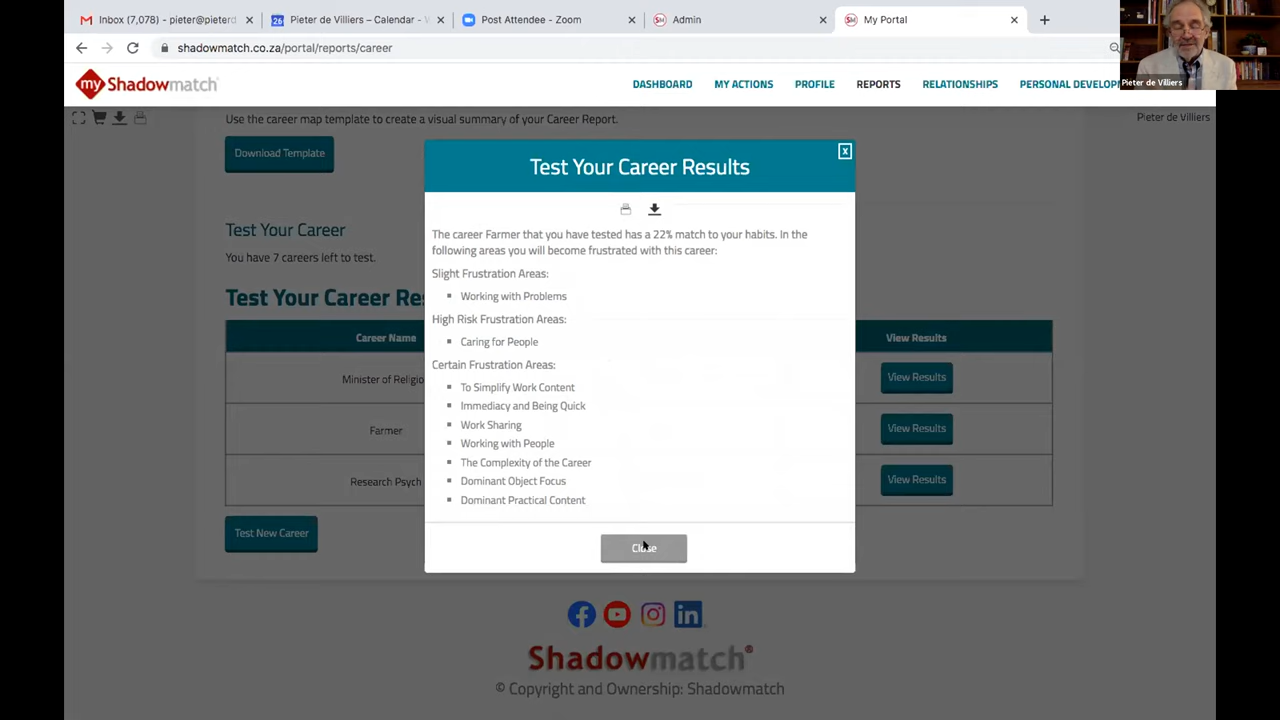 Inbox (7,078) - pieter@pieterd
26
Pieter de Villiers – Calendar -
Post Attendee - Zoom
Admin
My Portal
shadowmatch.co.za/portal/reports/career
my Shadowmatch
DASHBOARD MY ACTIONS PROFILE REPORTS RELATIONSHIPS PERSONAL DEVELOPM
Pieter de Villiers
Pieter de Villiers
Use the career map template to create a visual summary of your Career Report.
Download Template
Test Your Career
You have 7 careers left to test.
Test Your Career Re
Career Name View Results
Minister of Religio View Results
Farmer View Results
Research Psych View Results
Test New Career
Test Your Career Results
X
The career Farmer that you have tested has a 22% match to your habits. In the
following areas you will become frustrated with this career:
Slight Frustration Areas:
Working with Problems
High Risk Frustration Areas:
Caring for People
Certain Frustration Areas:
To Simplify Work Content
Immediacy and Being Quick
Work Sharing
Working with People
The Complexity of the Career
Dominant Object Focus
Dominant Practical Content
Close
Shadowmatch®
© Copyright and Ownership: Shadowmatch